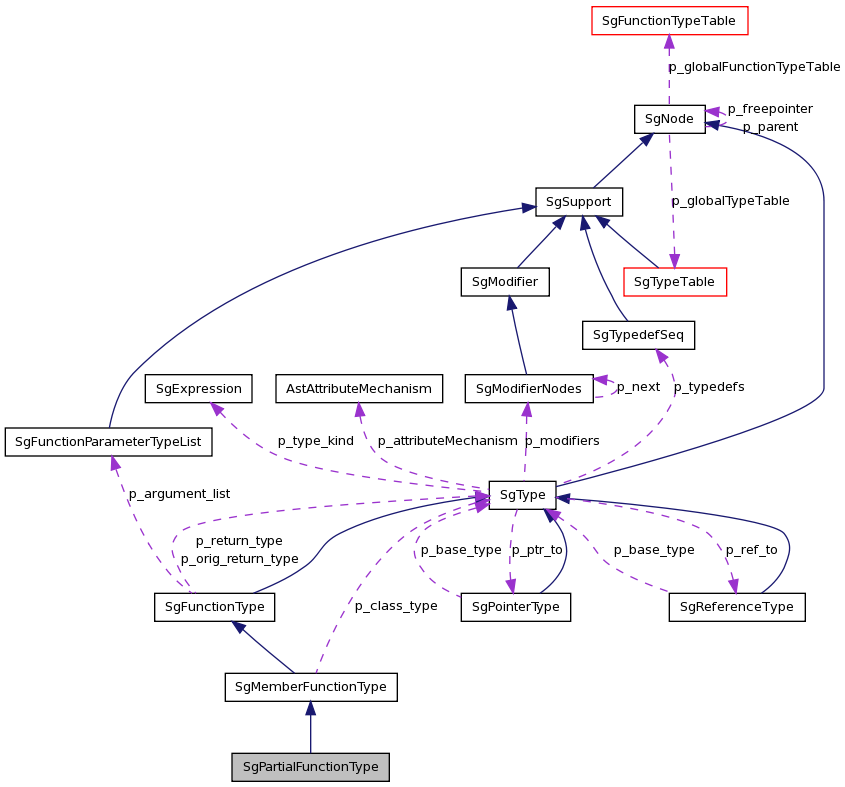 SgFunctionTypeTable
p_globalFunctionTypeTable
p_freepointer
p_parent
SgNode
p_globalTypeTable
SgSupport
SgModifier
SgTypeTable
SgTypedefSeq
SgExpression
AstAttributeMechanism
SgModifierNodes
p_next
p_typedefs
SgFunctionParameterTypeList
p_type_kind
p_attributeMechanism
p_modifiers
p_argument_list
SgType
p_return_type
p_orig_return_type
p_base_type
p_ptr_to
p_base_type
p_ref_to
p_class_type
SgFunctionType
SgPointerType
SgReferenceType
SgMemberFunctionType
SgPartialFunctionType